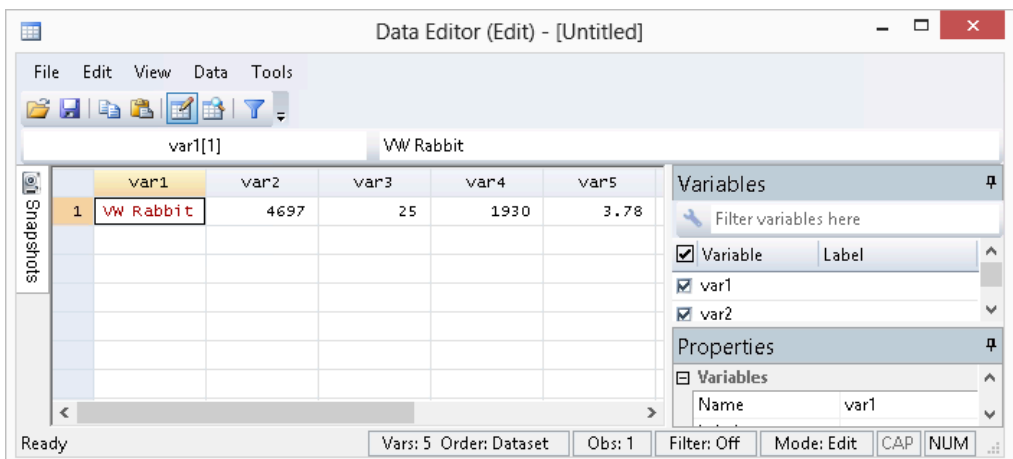 Data Editor (Edit) - [Untitled]
File Edit View Data Tools
var1[1] VW Rabbit
Snapshots
var1 var2 var3 var4 var5
1 VW Rabbit 4697 25 1930 3.78
Variables
Filter variables here
Variable Label
var1
var2
Properties
Variables
Name var1
Ready Vars: 5 Order: Dataset Obs: 1 Filter: Off Mode: Edit CAP NUM